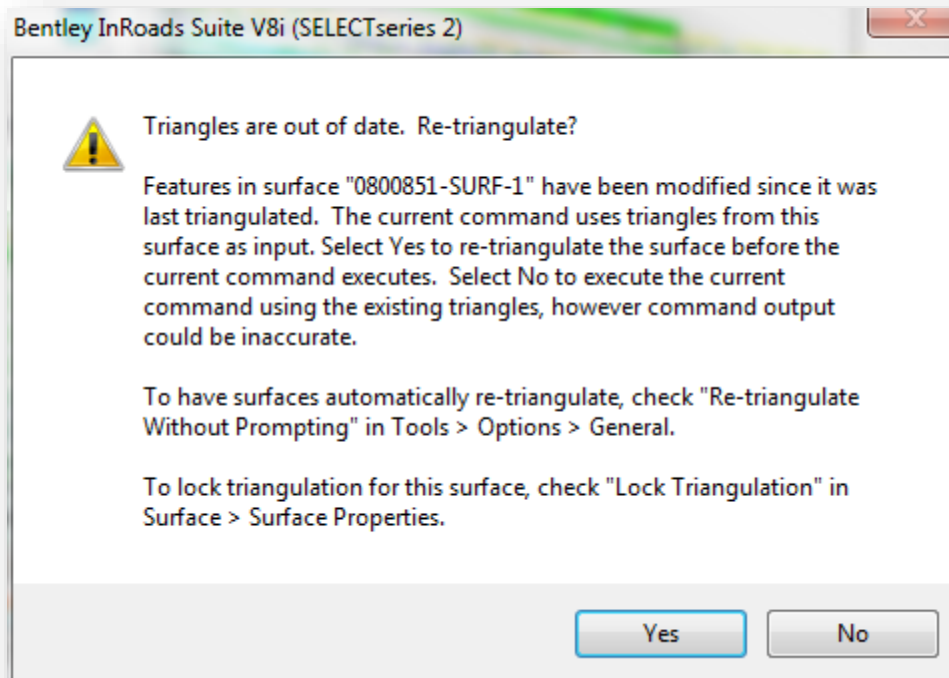 Bentley InRoads Suite V8i (SELECTseries 2)
Triangles are out of date.  Re-triangulate?
Features in surface "0800851-SURF-1" have been modified since it was
last triangulated.  The current command uses triangles from this
surface as input. Select Yes to re-triangulate the surface before the
current command executes.  Select No to execute the current
command using the existing triangles, however command output
could be inaccurate.
To have surfaces automatically re-triangulate, check "Re-triangulate
Without Prompting" in Tools > Options > General.
To lock triangulation for this surface, check "Lock Triangulation" in
Surface > Surface Properties.
Yes No